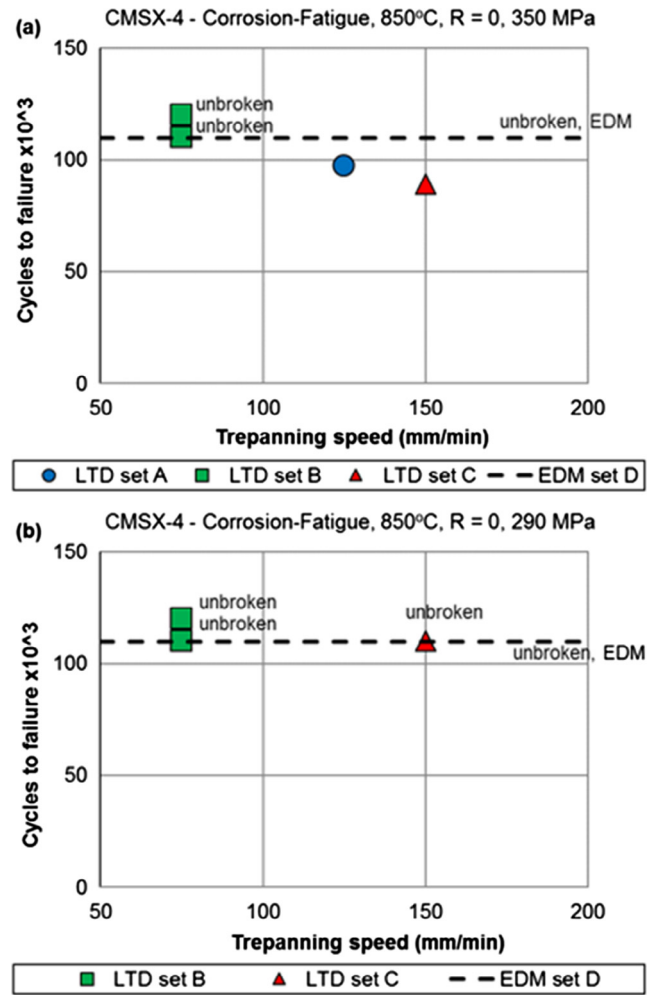 (a)
CMSX-4 - Corrosion-Fatigue, 850ºC, R = 0, 350 MPa
Cycles to failure x10^3
150
100
50
0
unbroken
unbroken
unbroken, EDM
50
100
150
200
Trepanning speed (mm/min)
LTD set A
LTD set B
LTD set C
EDM set D
(b)
CMSX-4 - Corrosion-Fatigue, 850ºC, R = 0, 290 MPa
Cycles to failure x10^3
150
100
50
0
unbroken
unbroken
unbroken
unbroken, EDM
50
100
150
200
Trepanning speed (mm/min)
LTD set B
LTD set C
EDM set D